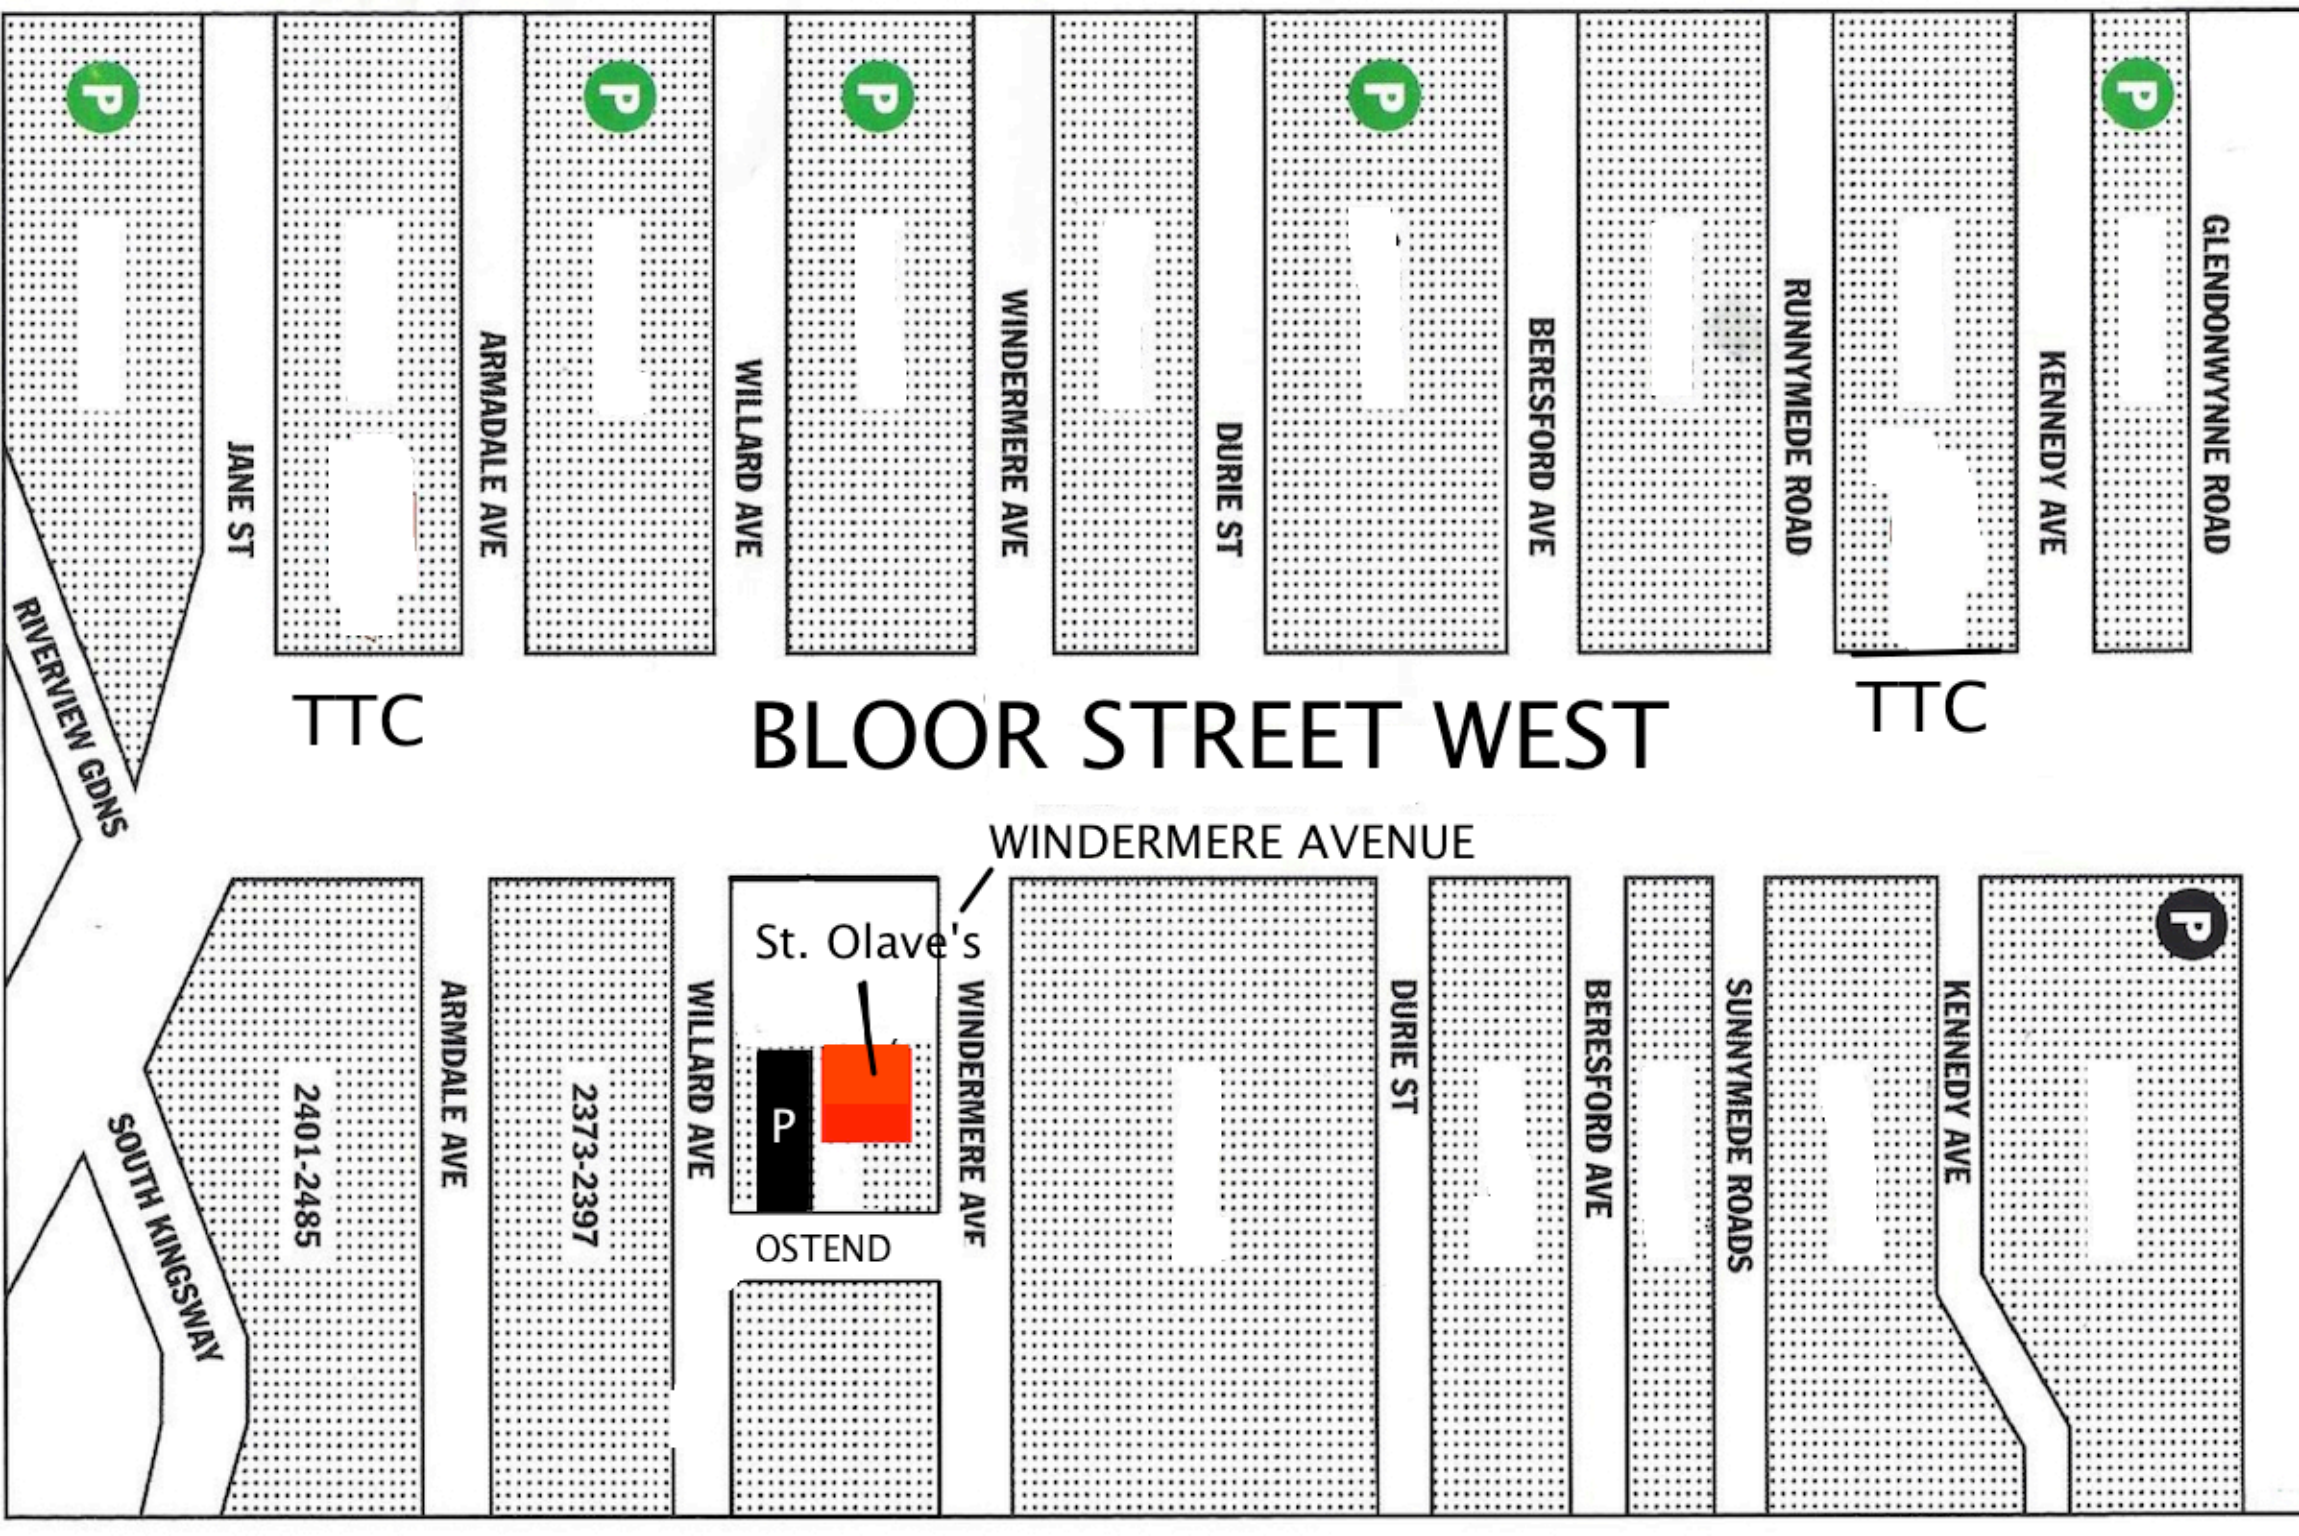 P
P
P
P
P
JANE ST
ARMADALE AVE
WILLARD AVE
WINDERMERE AVE
DURIE ST
BERESFORD AVE
RUNNYMEDE ROAD
KENNEDY AVE
GLENDONWYNNE ROAD
RIVERVIEW GDNS
TTC
BLOOR STREET WEST
TTC
WINDERMERE AVENUE
St. Olave's
P
SOUTH KINGSWAY
2401-2485
ARMDALE AVE
2373-2397
WILLARD AVE
P
WINDERMERE AVE
DURIE ST
BERESFORD AVE
SUNNYMEDE ROADS
KENNEDY AVE
OSTEND